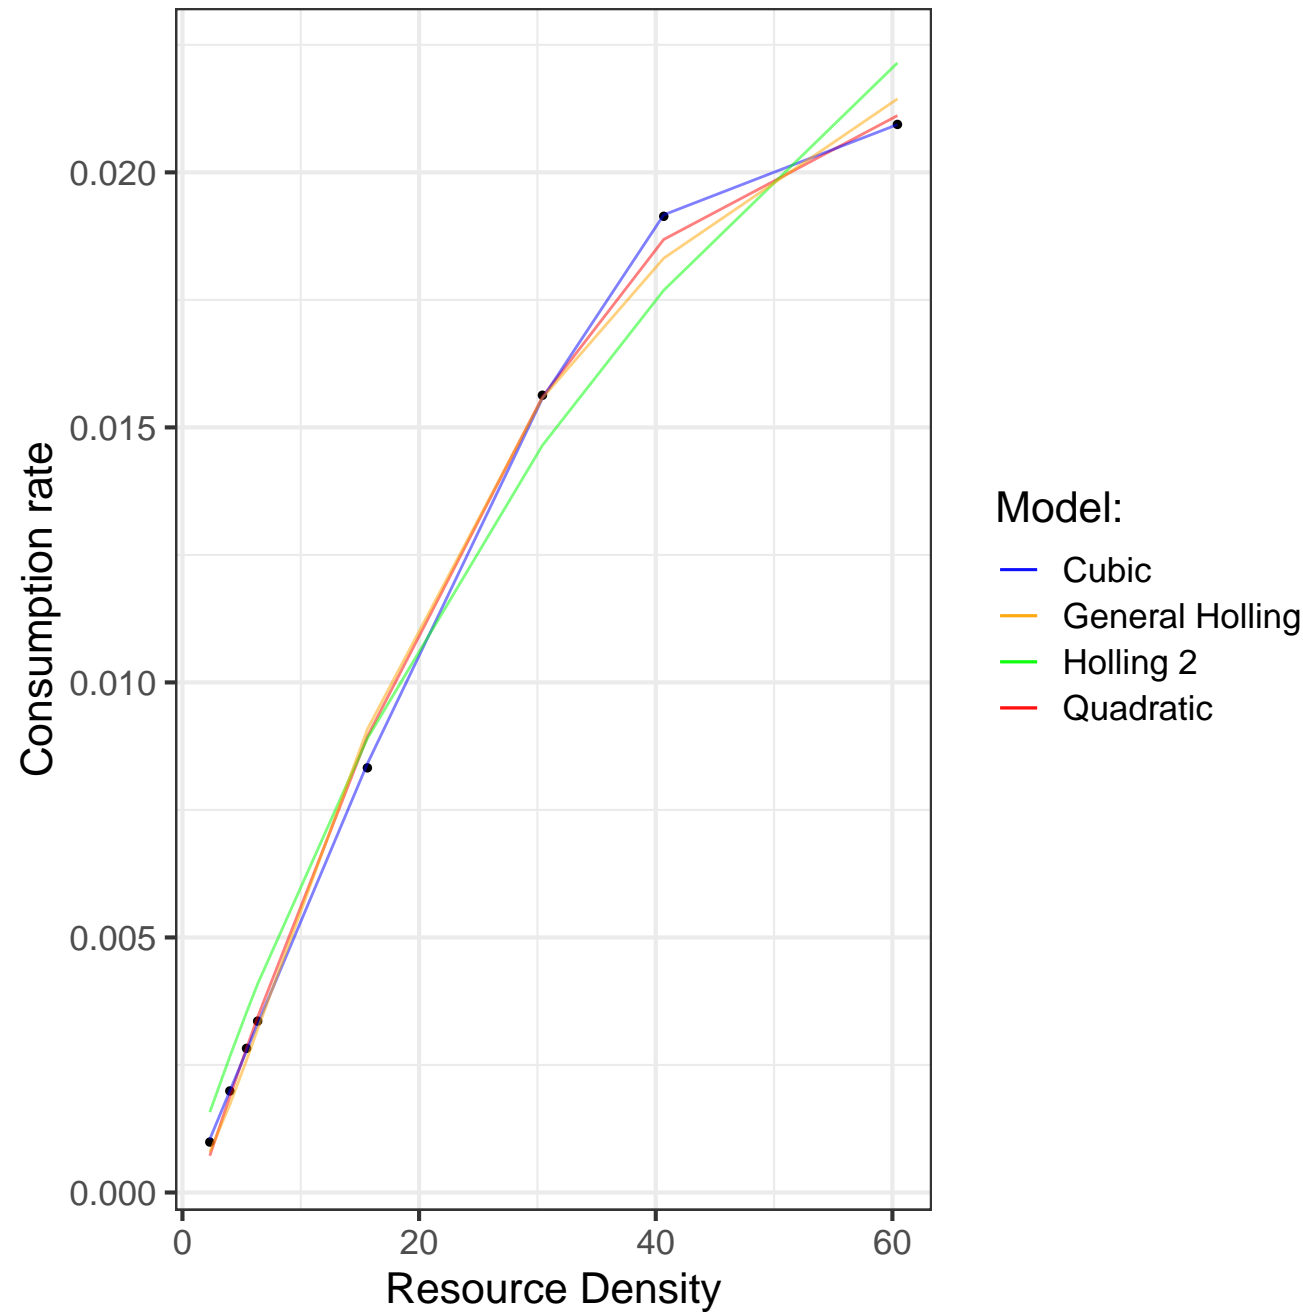 0.020
0.015
0.010
0.005
0.000
0
20
40
60
Consumption rate
Resource Density
Model:
Cubic
General Holling
Holling 2
Quadratic